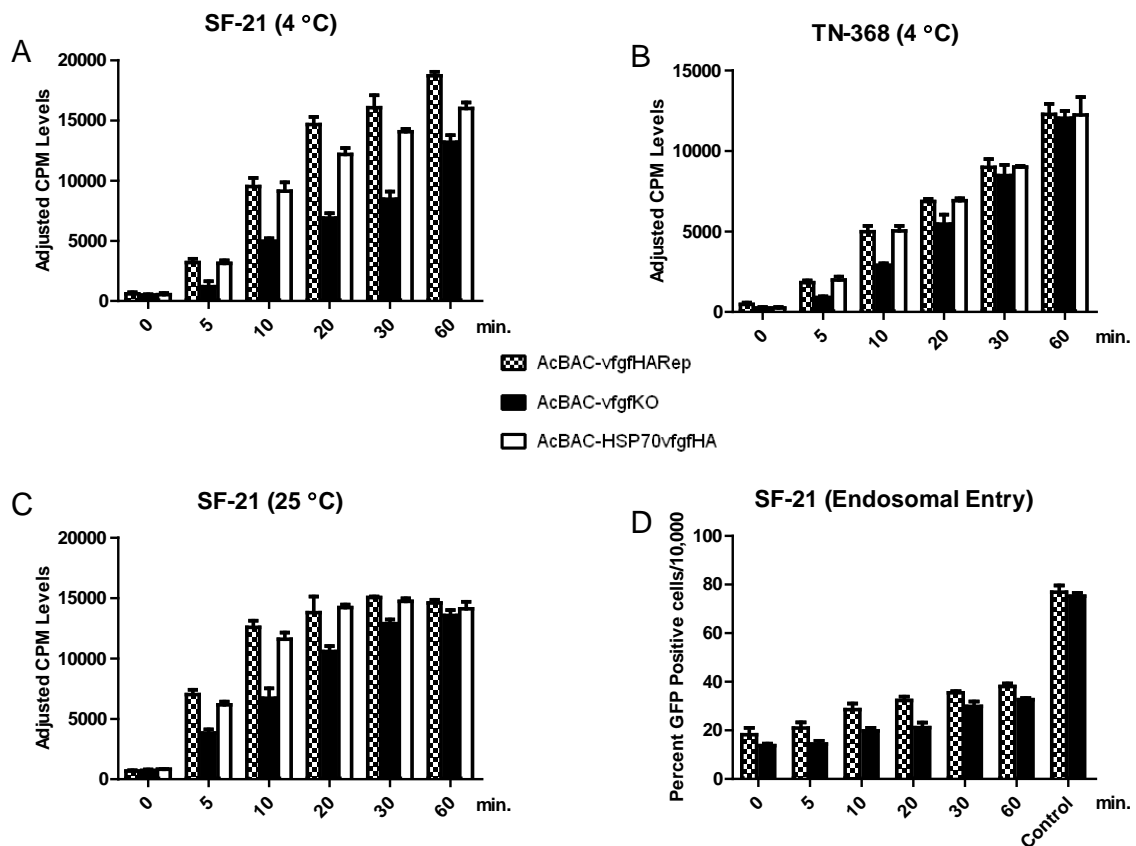 A
SF-21 (4 °C)
Adjusted CPM Levels
20000
15000
10000
5000
0
0 5 10 20 30 60 min.
B
TN-368 (4 °C)
Adjusted CPM Levels
15000
10000
5000
0
0 5 10 20 30 60 min.
AcBAC-vfgfHARep
AcBAC-vfgfKO
AcBAC-HSP70vfgfHA
C
SF-21 (25 °C)
Adjusted CPM Levels
20000
15000
10000
5000
0
0 5 10 20 30 60 min.
D
SF-21 (Endosomal Entry)
Percent GFP Positive cells/10,000
100
80
60
40
20
0
0 5 10 20 30 60 Control min.